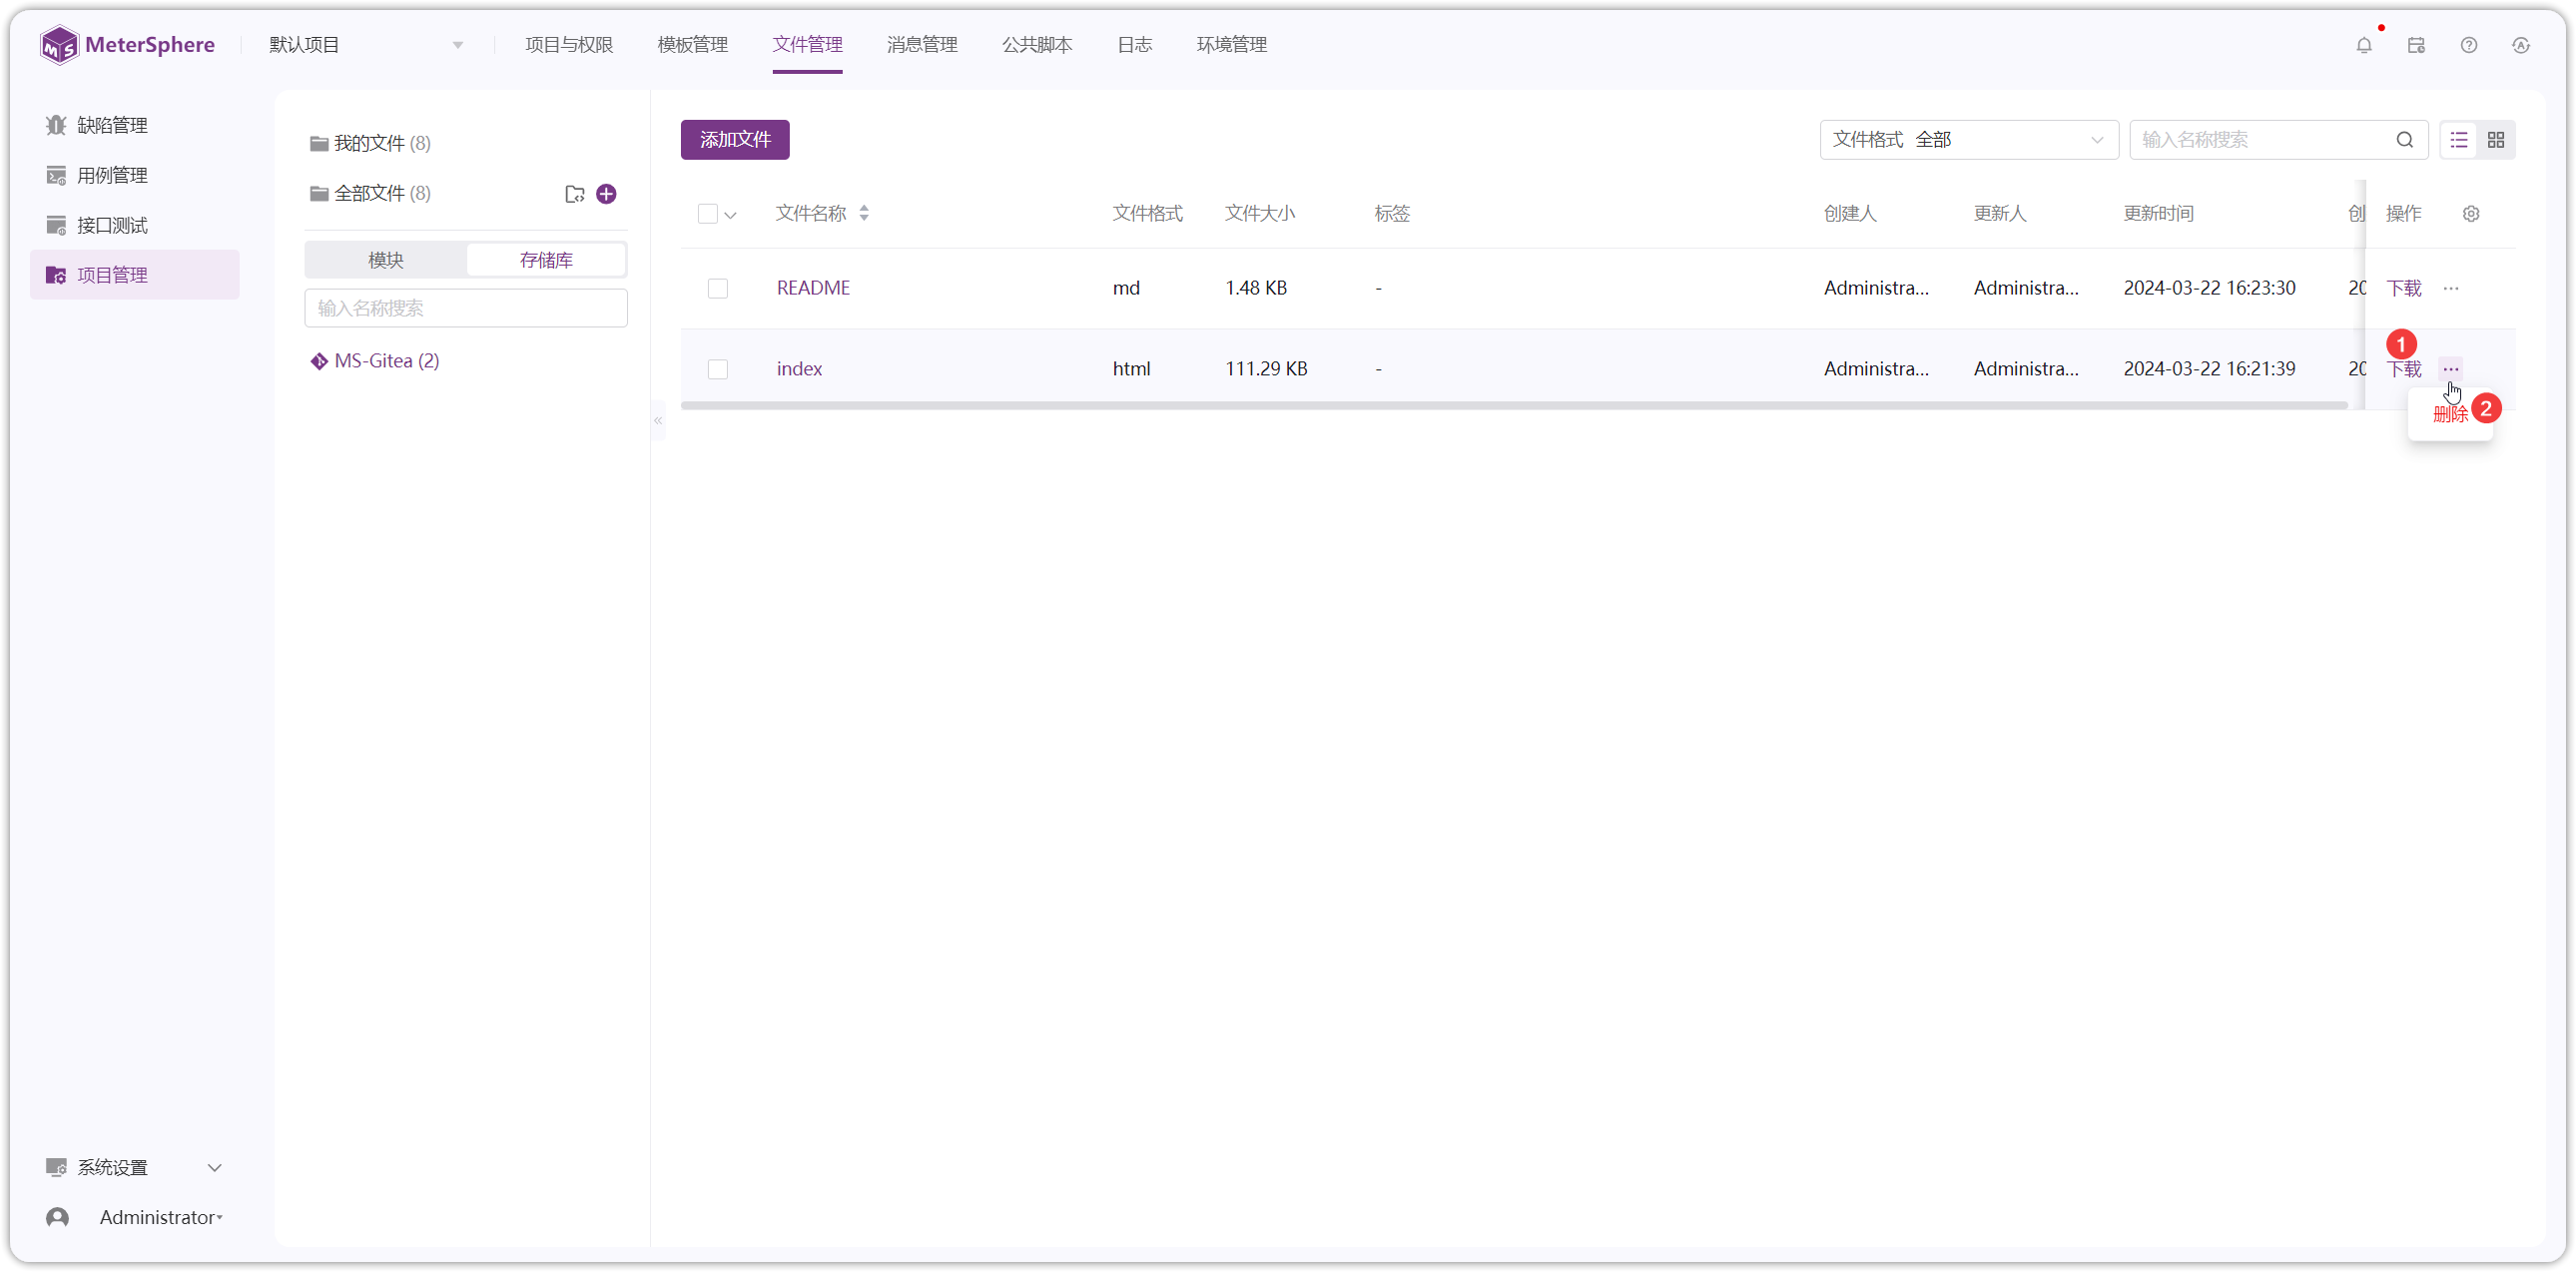 MeterSphere 默认项目 项目与权限 模板管理 文件管理 消息管理 公共脚本 日志 环境管理
缺陷管理
用例管理
接口测试
项目管理
系统设置
Administrator
我的文件 (8)
全部文件 (8)
模块 存储库
输入名称搜索
MS-Gitea (2)
添加文件 文件格式 全部 输入名称搜索
文件名称 文件格式 文件大小 标签 创建人 更新人 更新时间 创 操作
README md 1.48 KB - Administra... Administra... 2024-03-22 16:23:30 20 下载 ...
1
index html 111.29 KB - Administra... Administra... 2024-03-22 16:21:39 20 下载 ...
删除 2